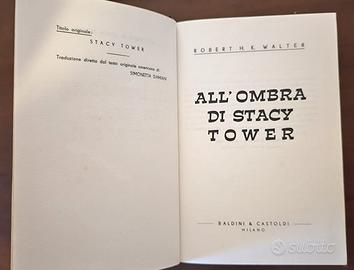 Titolo originale:
STACY TOWER
Traduzione diretta dal testo originale americano di
SIMONETTA DAMIANI
ROBERT H. K. WALTER
ALL'OMBRA
DI STACY
TOWER
BALDINI & CASTOLDI
MILANO
subito